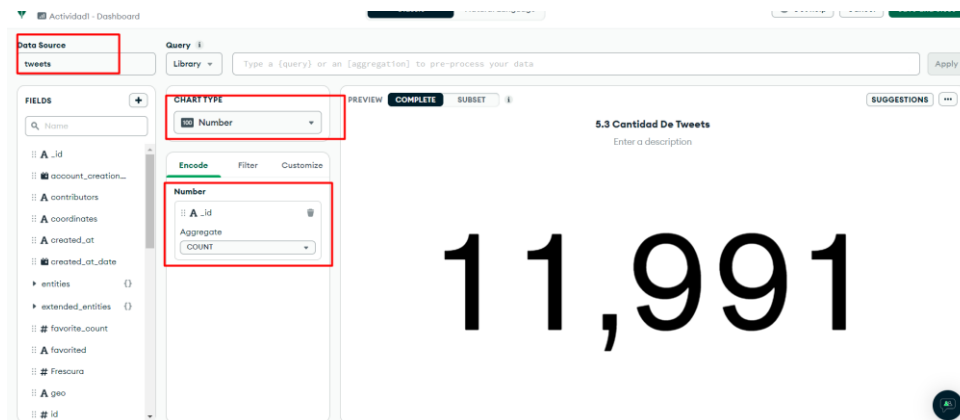 Actividad1 - Dashboard
Data Source
tweets
Query i
Library
Type a {query} or an [aggregation] to pre-process your data
Apply
FIELDS +
Name
A _id
account_creation...
A contributors
A coordinates
A created_at
created_at_date
entities {}
extended_entities {}
# favorite_count
A favorited
# Frescura
A geo
# id
CHART TYPE
100 Number
Encode Filter Customize
Number
A _id
Aggregate
COUNT
PREVIEW COMPLETE SUBSET i
SUGGESTIONS ...
5.3 Cantidad De Tweets
Enter a description
11,991